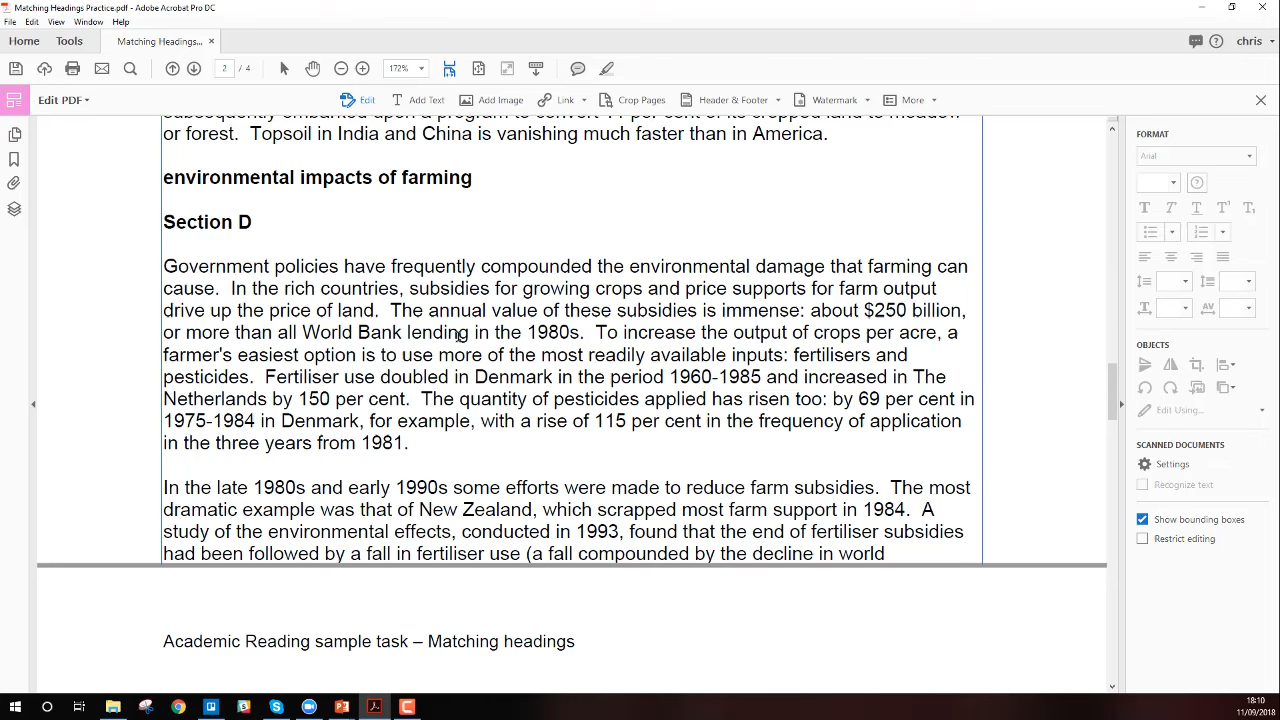 Matching Headings Practice.pdf - Adobe Acrobat Pro DC
File Edit View Window Help
Home Tools Matching Headings... × chris
2 / 4 172%
Edit PDF Edit Add Text Add Image Link Crop Pages Header & Footer Watermark More
or forest. Topsoil in India and China is vanishing much faster than in America.
environmental impacts of farming
Section D
Government policies have frequently compounded the environmental damage that farming can
cause. In the rich countries, subsidies for growing crops and price supports for farm output
drive up the price of land. The annual value of these subsidies is immense: about $250 billion,
or more than all World Bank lending in the 1980s. To increase the output of crops per acre, a
farmer's easiest option is to use more of the most readily available inputs: fertilisers and
pesticides. Fertiliser use doubled in Denmark in the period 1960-1985 and increased in The
Netherlands by 150 per cent. The quantity of pesticides applied has risen too: by 69 per cent in
1975-1984 in Denmark, for example, with a rise of 115 per cent in the frequency of application
in the three years from 1981.
In the late 1980s and early 1990s some efforts were made to reduce farm subsidies. The most
dramatic example was that of New Zealand, which scrapped most farm support in 1984. A
study of the environmental effects, conducted in 1993, found that the end of fertiliser subsidies
had been followed by a fall in fertiliser use (a fall compounded by the decline in world
Academic Reading sample task – Matching headings
FORMAT
Arial
OBJECTS
Edit Using...
SCANNED DOCUMENTS
Settings
Recognize text
Show bounding boxes
Restrict editing
18:10
11/09/2018